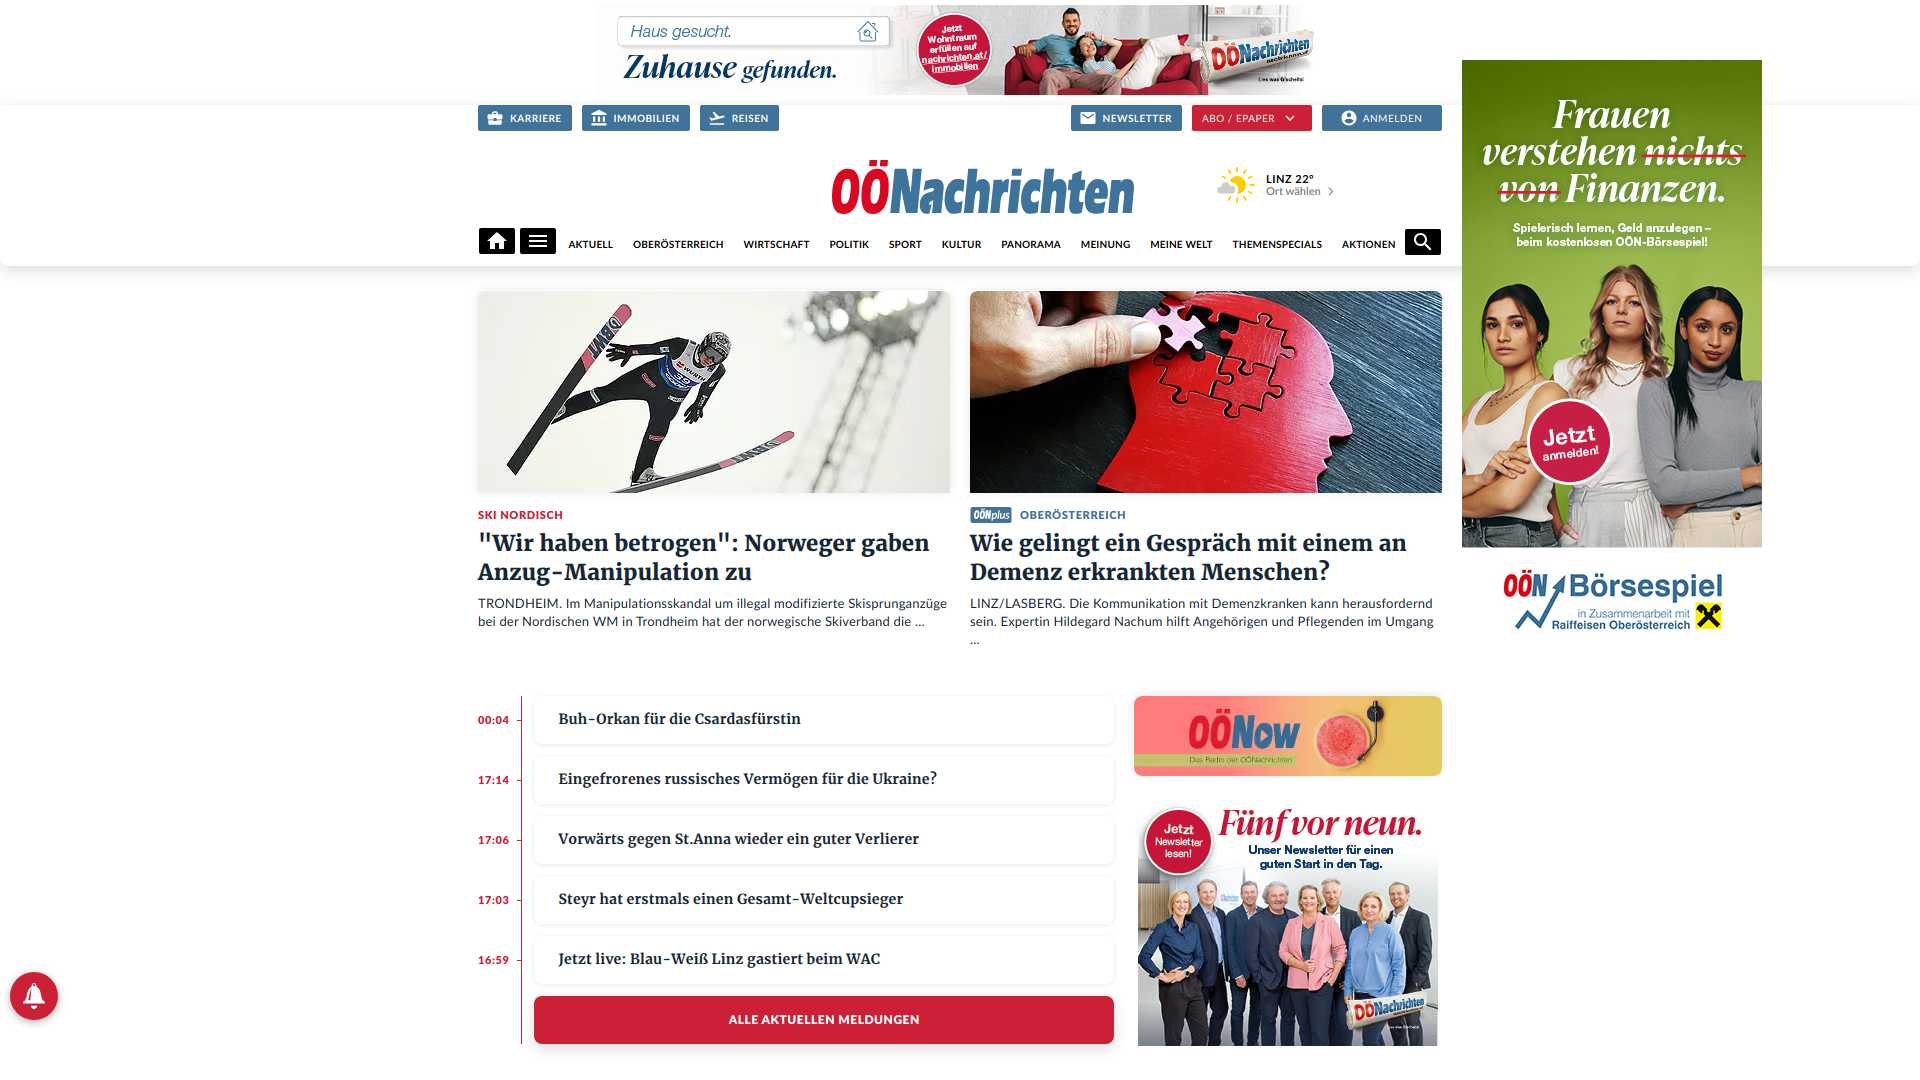 Haus gesucht.
Zuhause gefunden.
Jetzt
Wohntraum
erfüllen auf
nachrichten.at/
immobilien
OÖNachrichten
Lies was G'scheits!
KARRIERE
IMMOBILIEN
REISEN
NEWSLETTER
ABO / EPAPER
ANMELDEN
OÖNachrichten
LINZ 22°
Ort wählen
AKTUELL OBERÖSTERREICH WIRTSCHAFT POLITIK SPORT KULTUR PANORAMA MEINUNG MEINE WELT THEMENSPECIALS AKTIONEN
Frauen
verstehen nichts
von Finanzen.
Spielerisch lernen, Geld anzulegen –
beim kostenlosen OÖN-Börsespiel!
Jetzt
anmelden!
OÖN Börsespiel
in Zusammenarbeit mit
Raiffeisen Oberösterreich
SKI NORDISCH
"Wir haben betrogen": Norweger gaben
Anzug-Manipulation zu
TRONDHEIM. Im Manipulationsskandal um illegal modifizierte Skisprunganzüge
bei der Nordischen WM in Trondheim hat der norwegische Skiverband die ...
OÖNplus OBERÖSTERREICH
Wie gelingt ein Gespräch mit einem an
Demenz erkrankten Menschen?
LINZ/LASBERG. Die Kommunikation mit Demenzkranken kann herausfordernd
sein. Expertin Hildegard Nachum hilft Angehörigen und Pflegenden im Umgang
...
00:04 Buh-Orkan für die Csardasfürstin
17:14 Eingefrorenes russisches Vermögen für die Ukraine?
17:06 Vorwärts gegen St.Anna wieder ein guter Verlierer
17:03 Steyr hat erstmals einen Gesamt-Weltcupsieger
16:59 Jetzt live: Blau-Weiß Linz gastiert beim WAC
ALLE AKTUELLEN MELDUNGEN
OÖNow
Das Radio der OÖNachrichten
Jetzt
Newsletter
lesen!
Fünf vor neun.
Unser Newsletter für einen
guten Start in den Tag.
OÖNachrichten